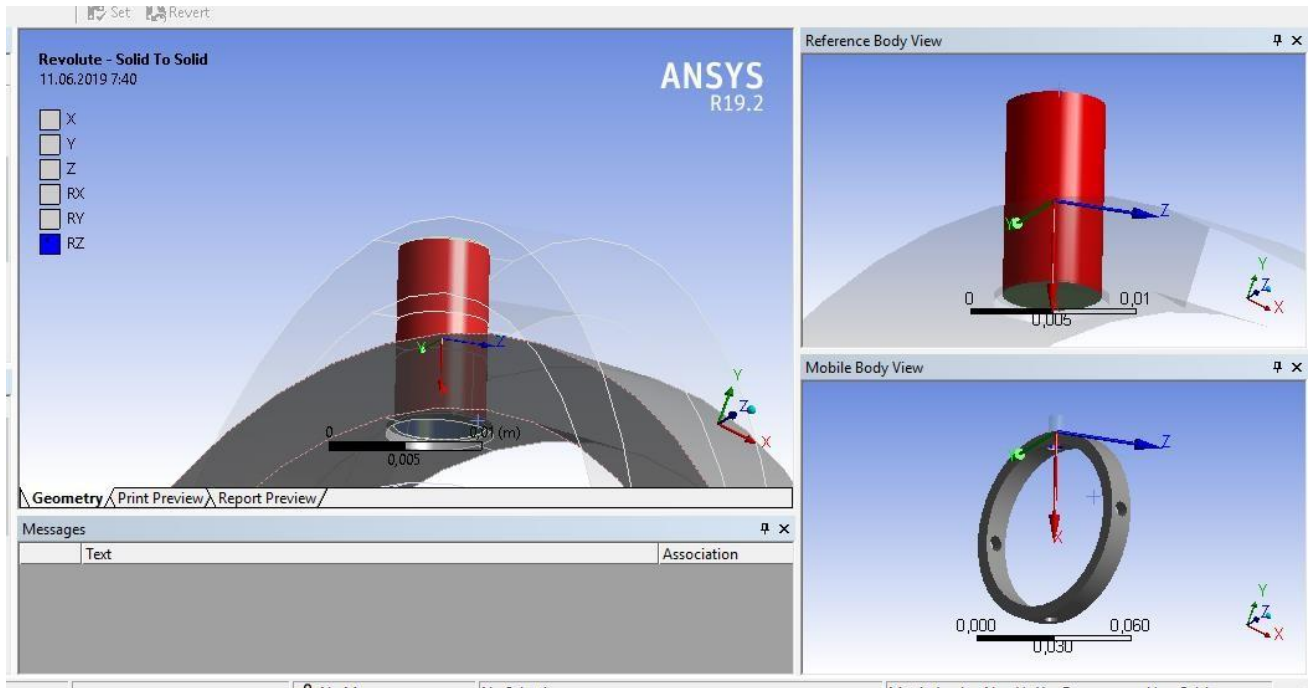 Set Revert
Revolute - Solid To Solid
11.06.2019 7:40
X
Y
Z
RX
RY
RZ
ANSYS
R19.2
Y
Z
0
0,01 (m)
0,005
Y
Z
X
Geometry Print Preview Report Preview
Messages
Text Association
Reference Body View
Y
Z
0
0,01
0,005
Y
Z
X
Mobile Body View
Y
Z
X
0,000
0,060
0,030
Y
Z
X